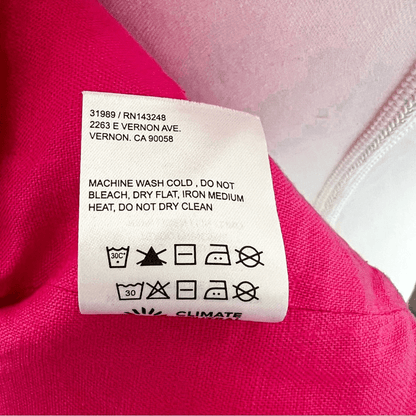 31989 / RN143248
2263 E VERNON AVE.
VERNON. CA 90058
MACHINE WASH COLD , DO NOT
BLEACH, DRY FLAT, IRON MEDIUM
HEAT, DO NOT DRY CLEAN
30C°
30
CLIMATE